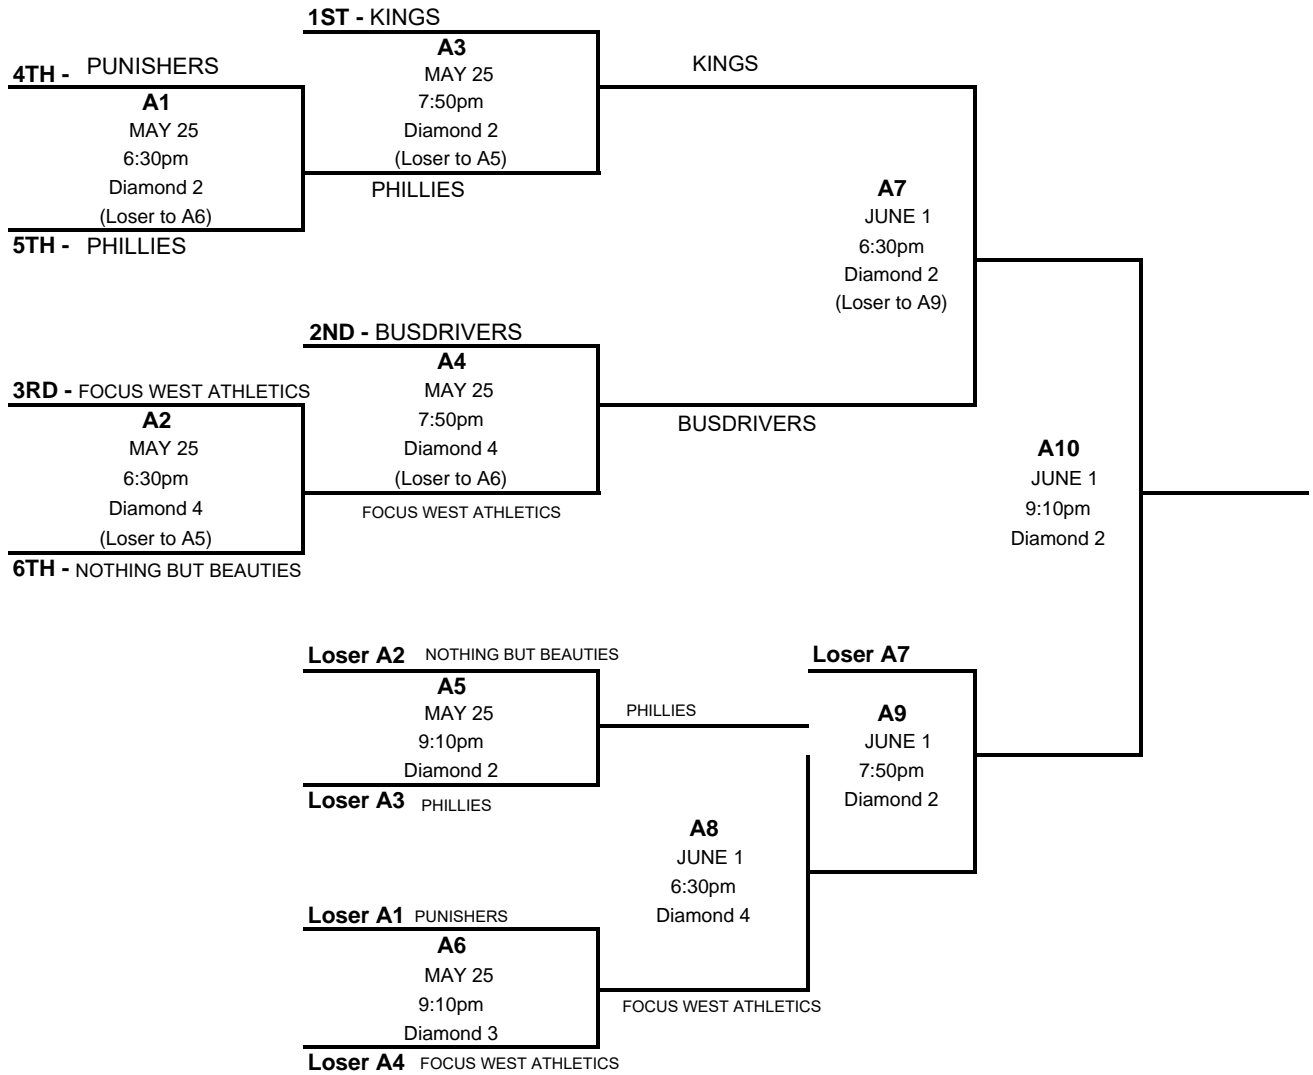 1ST - KINGS
4TH - PUNISHERS
A1
MAY 25
6:30pm
Diamond 2
(Loser to A6)
5TH - PHILLIES
A3
MAY 25
7:50pm
Diamond 2
(Loser to A5)
PHILLIES
KINGS
A7
JUNE 1
6:30pm
Diamond 2
(Loser to A9)
2ND - BUSDRIVERS
3RD - FOCUS WEST ATHLETICS
A2
MAY 25
6:30pm
Diamond 4
(Loser to A5)
6TH - NOTHING BUT BEAUTIES
A4
MAY 25
7:50pm
Diamond 4
(Loser to A6)
FOCUS WEST ATHLETICS
BUSDRIVERS
A10
JUNE 1
9:10pm
Diamond 2
Loser A2 NOTHING BUT BEAUTIES
A5
MAY 25
9:10pm
Diamond 2
Loser A3 PHILLIES
PHILLIES
Loser A7
A9
JUNE 1
7:50pm
Diamond 2
A8
JUNE 1
6:30pm
Diamond 4
Loser A1 PUNISHERS
A6
MAY 25
9:10pm
Diamond 3
Loser A4 FOCUS WEST ATHLETICS
FOCUS WEST ATHLETICS